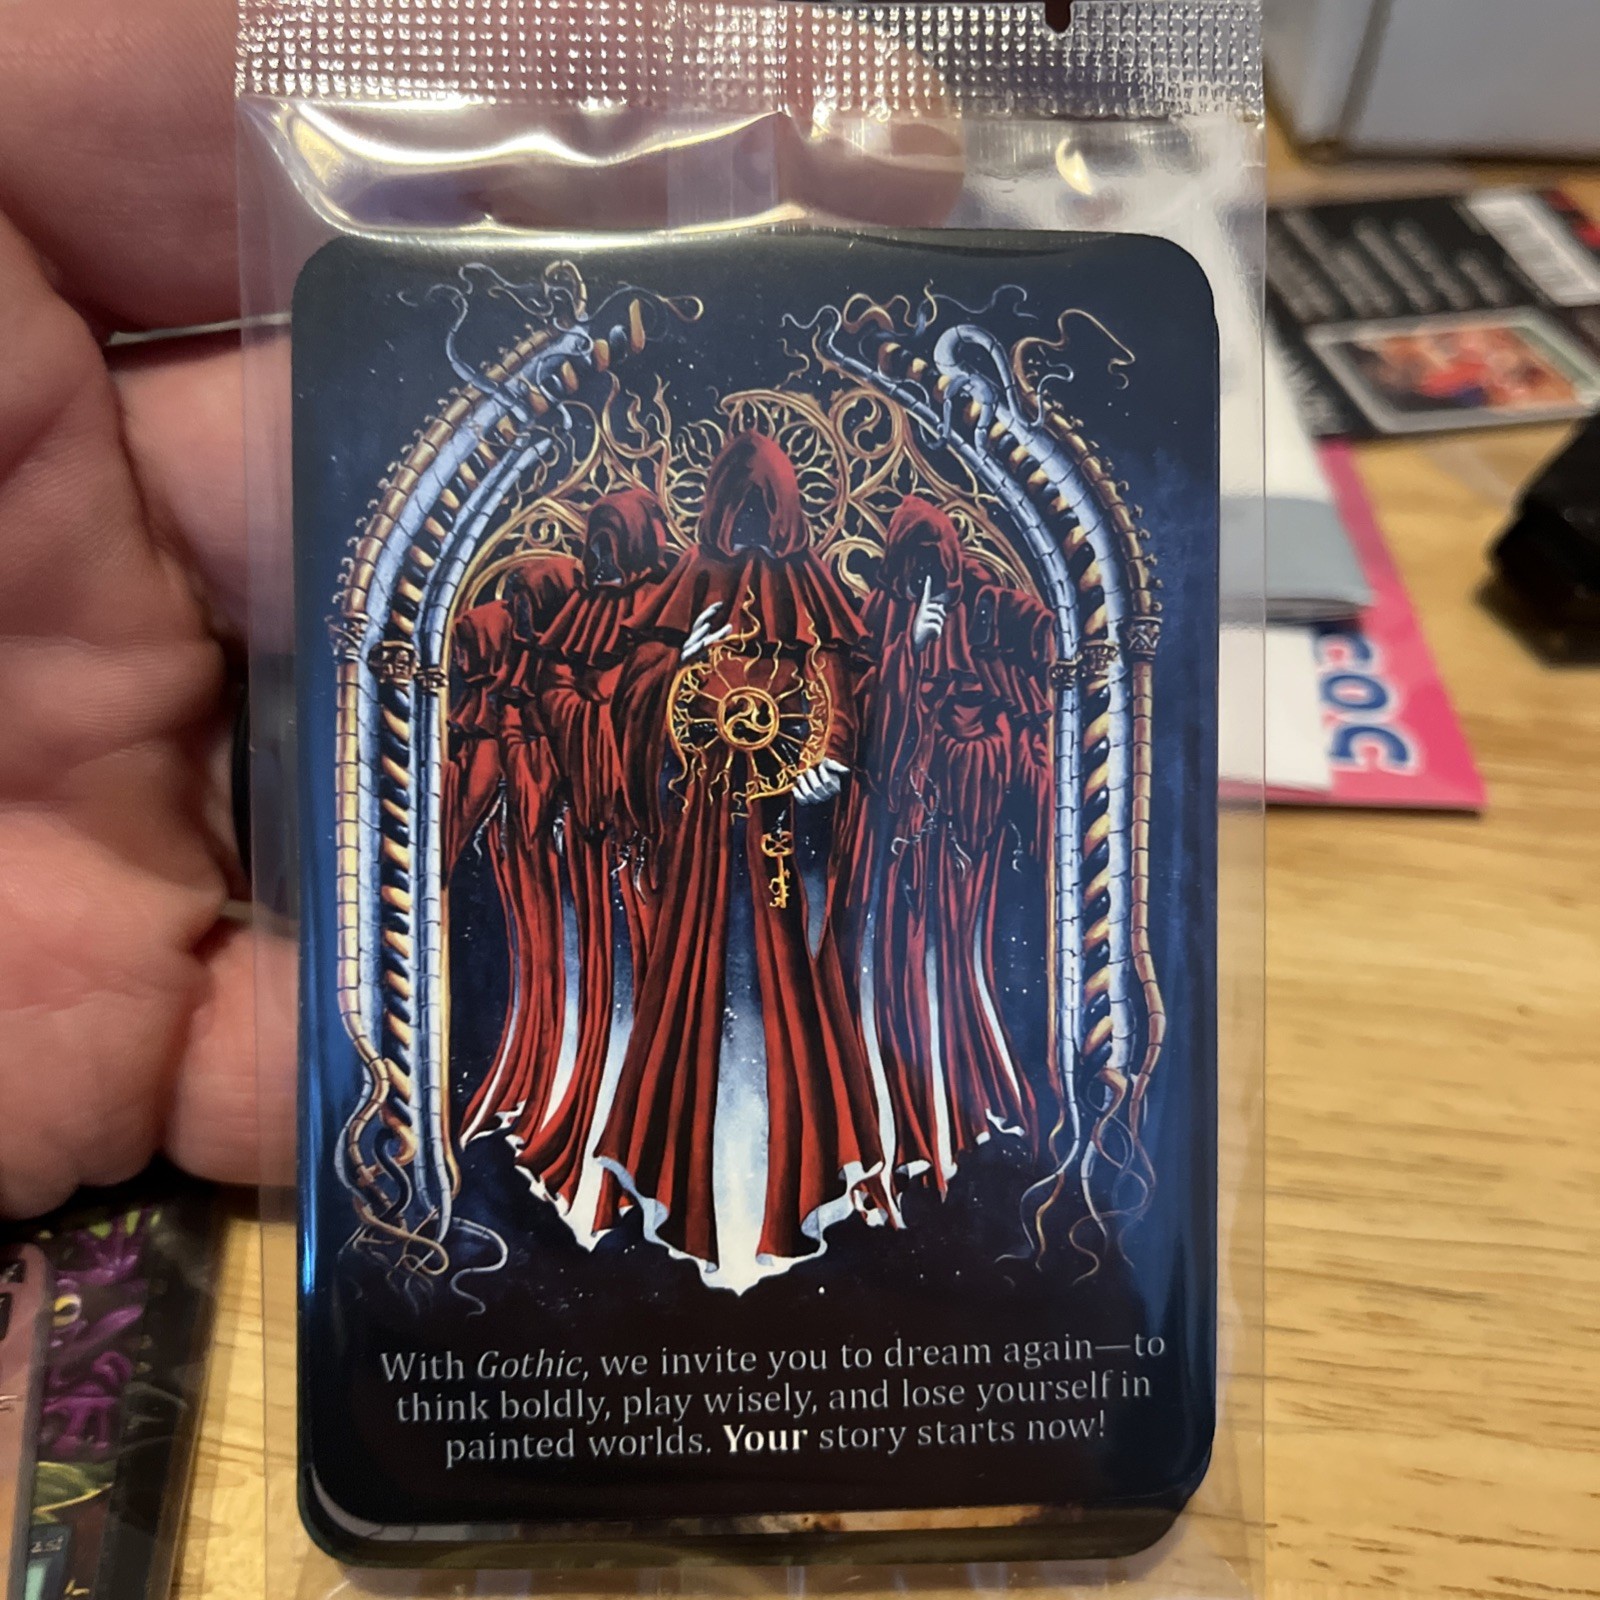 With Gothic, we invite you to dream again—to
think boldly, play wisely, and lose yourself in
painted worlds. Your story starts now!